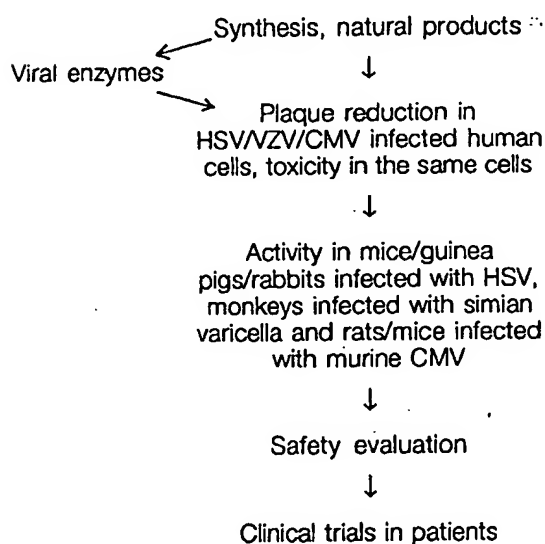 Synthesis, natural products
Viral enzymes
Plaque reduction in
HSV/VZV/CMV infected human
cells, toxicity in the same cells
Activity in mice/guinea
pigs/rabbits infected with HSV,
monkeys infected with simian
varicella and rats/mice infected
with murine CMV
Safety evaluation
Clinical trials in patients